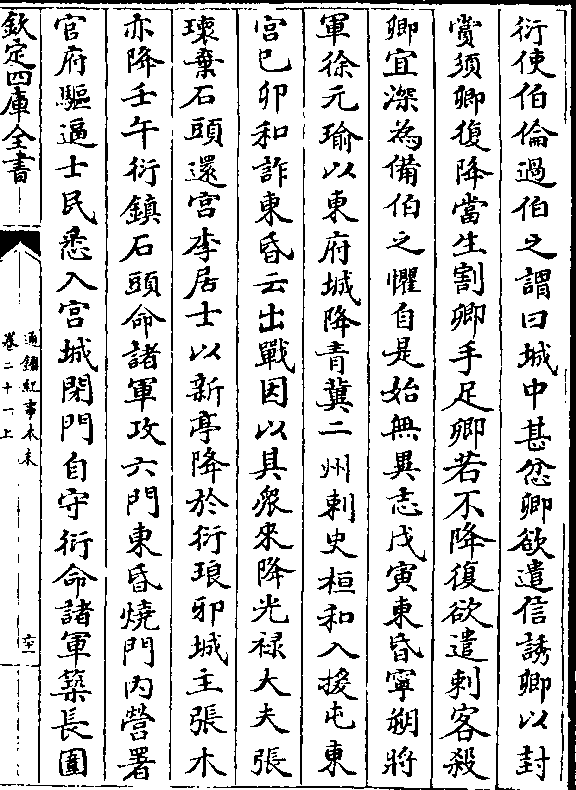 衍使伯倫過伯之謂曰城中甚忿卿欲遣信誘卿以封
賞須卿復降當生割卿手足卿若不降復欲遣刺客殺
卿宜深為備伯之懼自是始無異志戊寅東昏寧朔將
軍徐元瑜以東府城降青冀二州刺史桓和入援屯東
宫己卯和詐東昏云出戰因以其衆來降光禄大夫張
瓌棄石頭還宫李居士以新亭降於衍琅邪城主張木
亦降壬午衍鎮石頭命諸軍攻六門東昏燒門内營署
官府驅逼士民悉入宫城閉門自守衍命諸軍築長圍
欽定四庫全書
通鑑紀事本末
卷二十一上